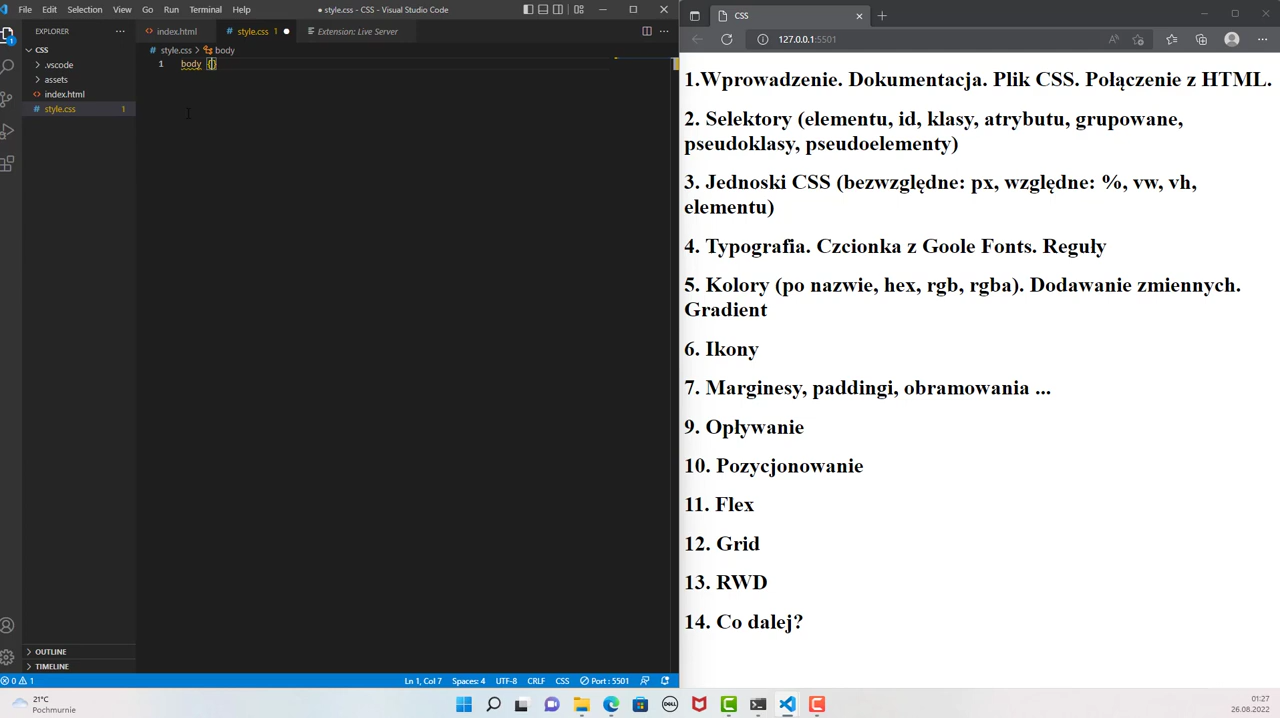 File Edit Selection View Go Run Terminal Help
● style.css - Visual Studio Code
EXPLORER
CSS
.vscode
assets
index.html
style.css 1
OUTLINE
TIMELINE
index.html
style.css 1
Extension: Live Server
style.css > body
1 body {}
0 1
Ln 1, Col 7 Spaces: 4 UTF-8 CRLF CSS Port : 5501
CSS
127.0.0.1:5501
1.Wprowadzenie. Dokumentacja. Plik CSS. Połączenie z HTML.
2. Selektory (elementu, id, klasy, atrybutu, grupowane,
pseudoklasy, pseudoelementy)
3. Jednoski CSS (bezwzględne: px, względne: %, vw, vh,
elementu)
4. Typografia. Czcionka z Goole Fonts. Reguły
5. Kolory (po nazwie, hex, rgb, rgba). Dodawanie zmiennych.
Gradient
6. Ikony
7. Marginesy, paddingi, obramowania ...
9. Opływanie
10. Pozycjonowanie
11. Flex
12. Grid
13. RWD
14. Co dalej?
21°C
Pochmurnie
DELL
01:27
26.08.2022